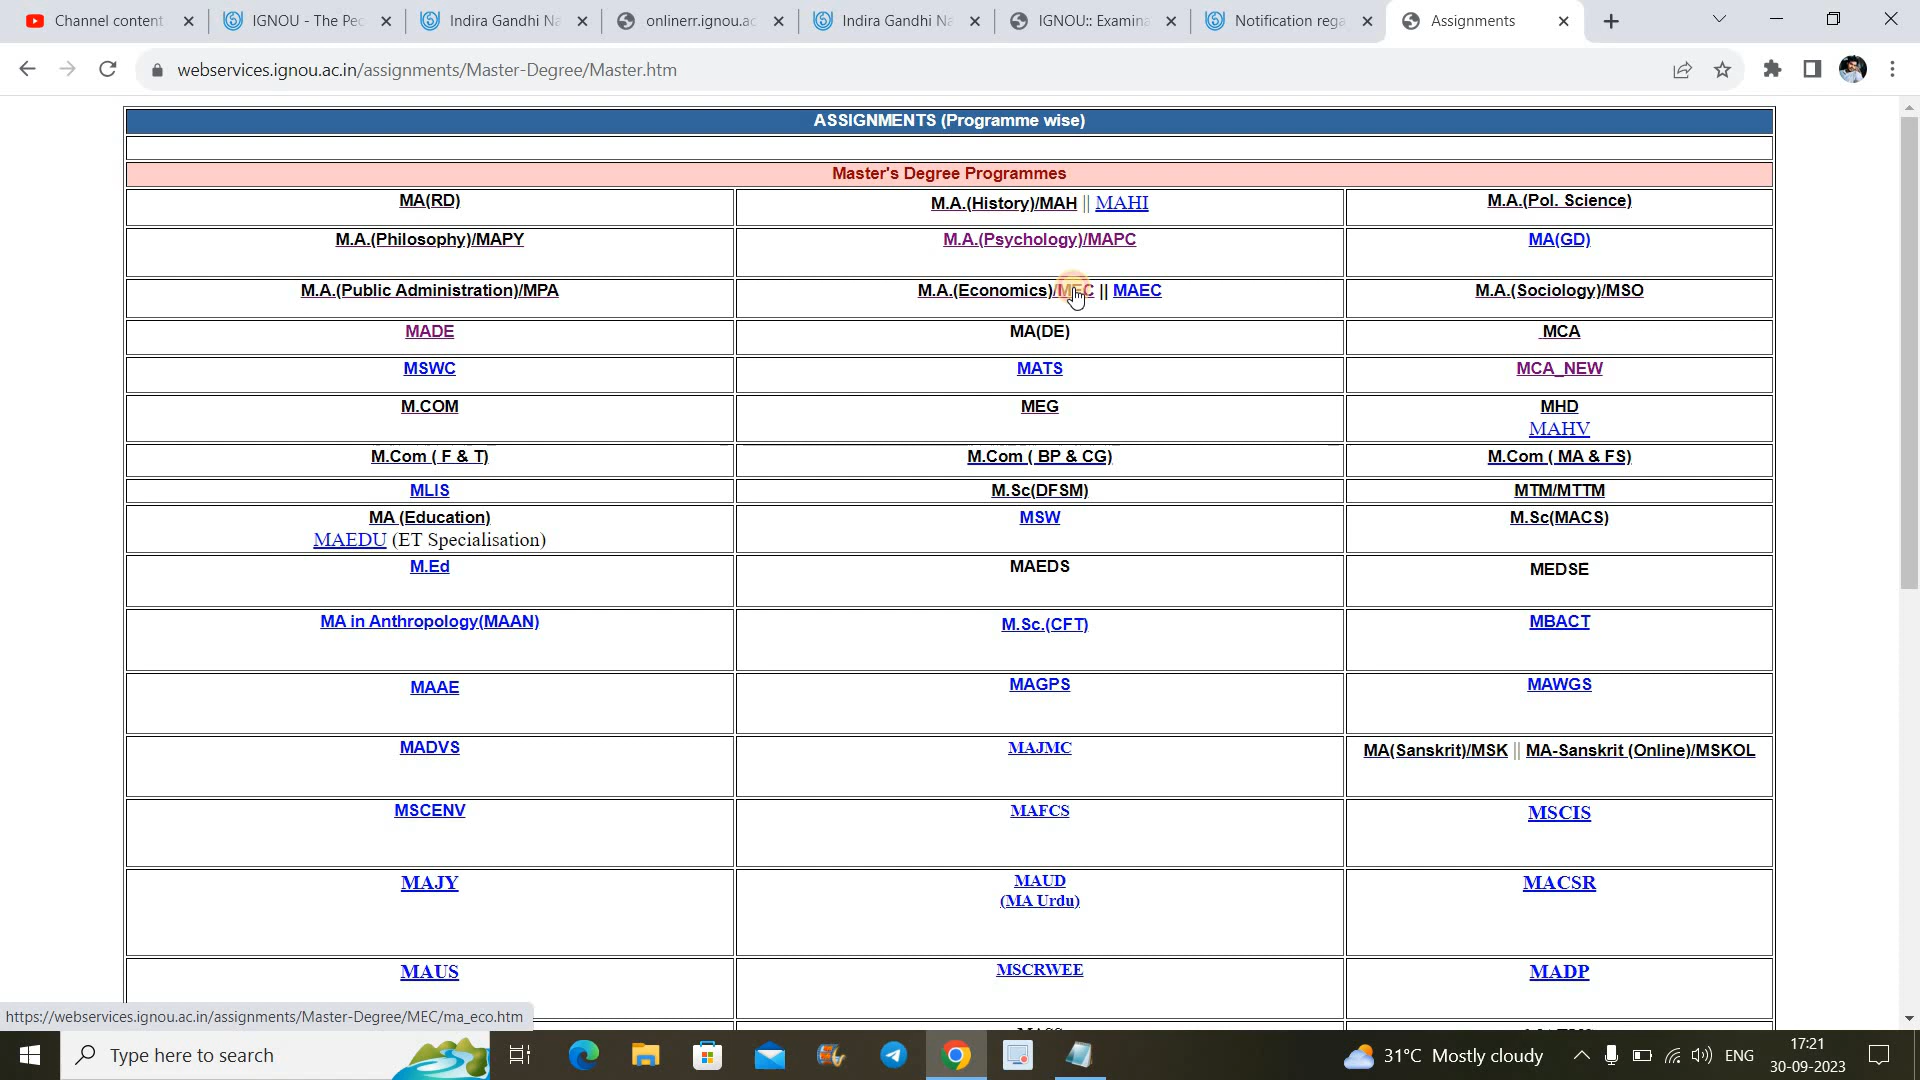 Channel content
IGNOU - The Pec
Indira Gandhi Na
onlinerr.ignou.ac
Indira Gandhi Na
IGNOU:: Examina
Notification rega
Assignments
webservices.ignou.ac.in/assignments/Master-Degree/Master.htm
ASSIGNMENTS (Programme wise)
Master's Degree Programmes
MA(RD)
M.A.(History)/MAH || MAHI
M.A.(Pol. Science)
M.A.(Philosophy)/MAPY
M.A.(Psychology)/MAPC
MA(GD)
M.A.(Public Administration)/MPA
M.A.(Economics)/MEC || MAEC
M.A.(Sociology)/MSO
MADE
MA(DE)
MCA
MSWC
MATS
MCA_NEW
M.COM
MEG
MHD
MAHV
M.Com ( F & T)
M.Com ( BP & CG)
M.Com ( MA & FS)
MLIS
M.Sc(DFSM)
MTM/MTTM
MA (Education)
MAEDU (ET Specialisation)
MSW
M.Sc(MACS)
M.Ed
MAEDS
MEDSE
MA in Anthropology(MAAN)
M.Sc.(CFT)
MBACT
MAAE
MAGPS
MAWGS
MADVS
MAJMC
MA(Sanskrit)/MSK || MA-Sanskrit (Online)/MSKOL
MSCENV
MAFCS
MSCIS
MAJY
MAUD
(MA Urdu)
MACSR
MAUS
MSCRWEE
MADP
https://webservices.ignou.ac.in/assignments/Master-Degree/MEC/ma_eco.htm
Type here to search
31°C Mostly cloudy
ENG
17:21
30-09-2023